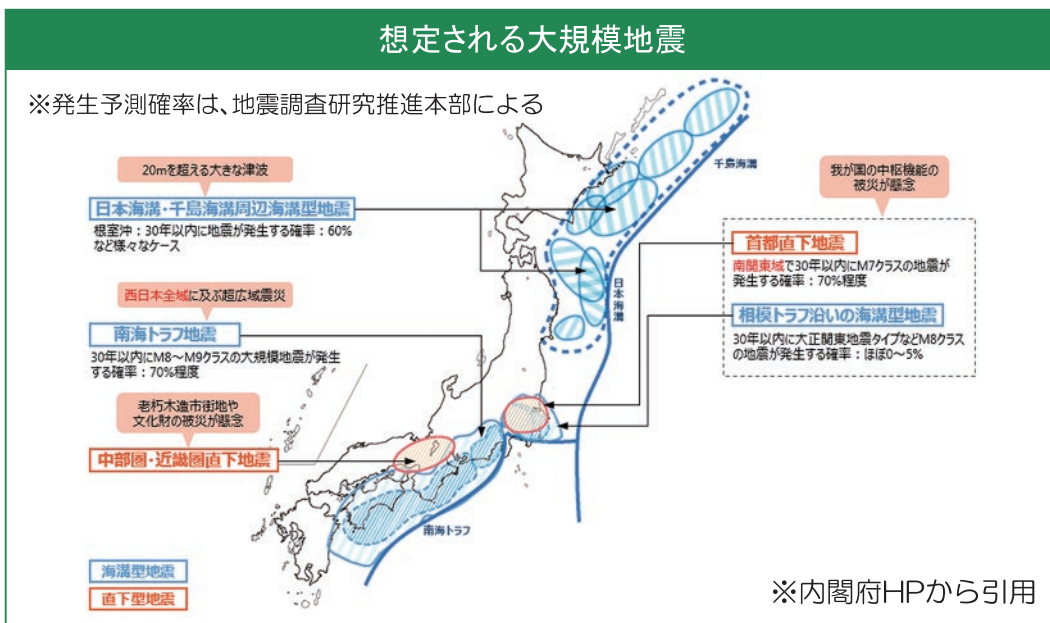 想定される大規模地震
※発生予測確率は、地震調査研究推進本部による
20mを超える大きな津波
日本海溝・千島海溝周辺海溝型地震
根室沖:30年以内に地震が発生する確率:60%
など様々なケース
西日本全域に及ぶ超広域震災
南海トラフ地震
30年以内にM8~M9クラスの大規模地震が発生
する確率:70%程度
老朽木造市街地や
文化財の被災が懸念
中部圏・近畿圏直下地震
海溝型地震
直下型地震
千島海溝
日本海溝
南海トラフ
我が国の中枢機能の
被災が懸念
首都直下地震
南関東域で30年以内にM7クラスの地震が
発生する確率:70%程度
相模トラフ沿いの海溝型地震
30年以内に大正関東地震タイプなどM8クラス
の地震が発生する確率:ほぼ0~5%
※内閣府HPから引用